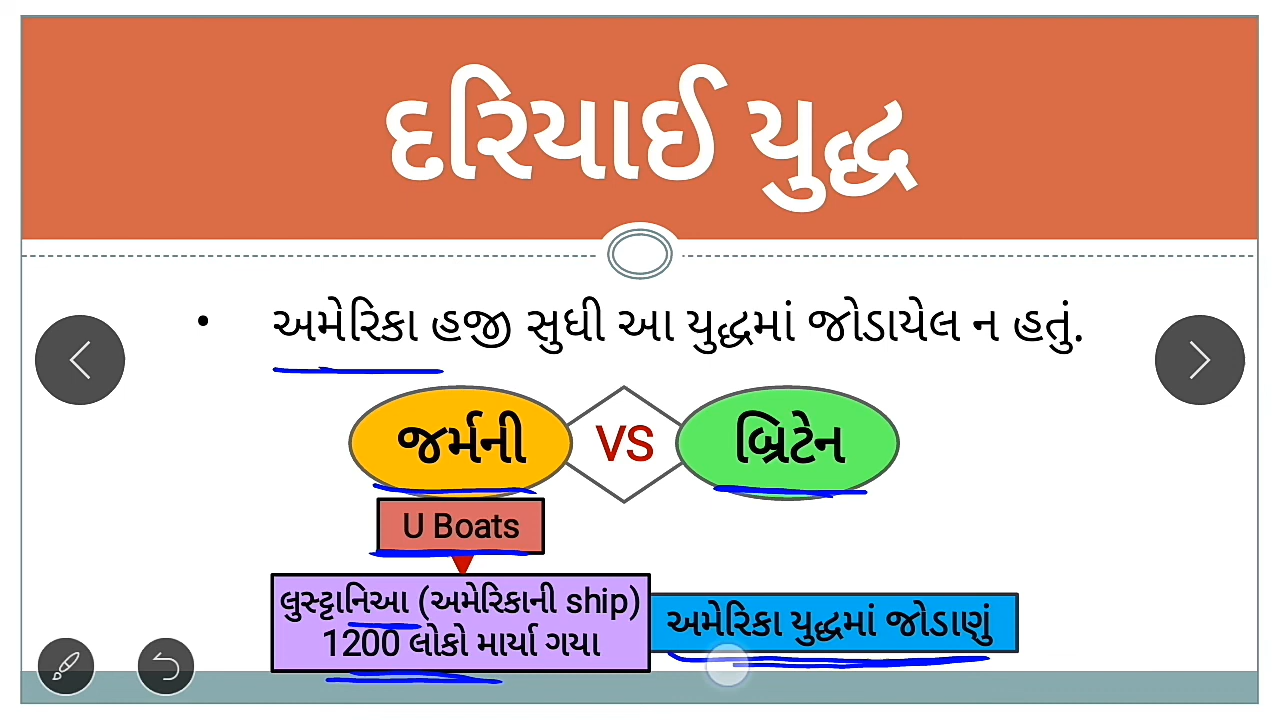 દરિયાઈ યુદ્ધ
• અમેરિકા હજી સુધી આ યુદ્ધમાં જોડાયેલ ન હતું.
જર્મની VS બ્રિટેન
U Boats
લુસ્ટ્ટાનિઆ (અમેરિકાની ship)
1200 લોકો માર્યા ગયા
અમેરિકા યુદ્ધમાં જોડાણું